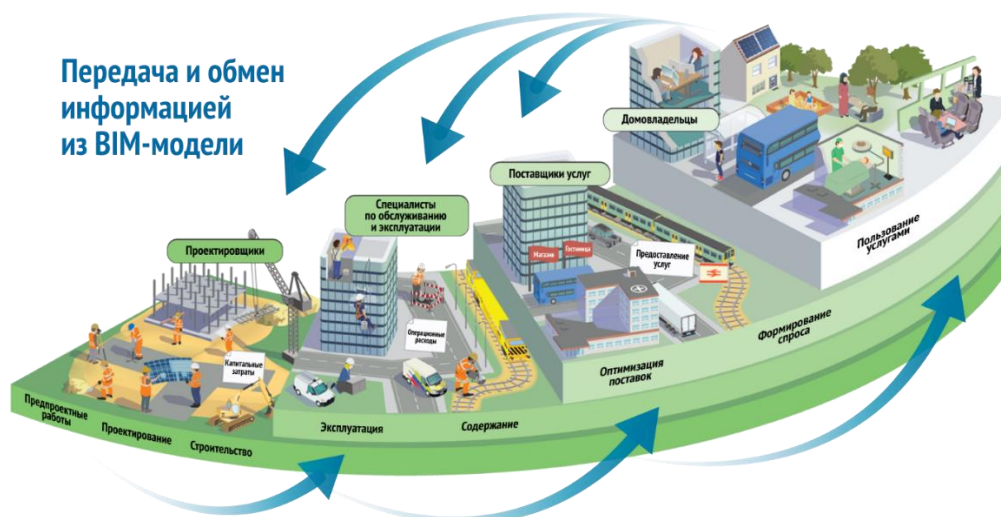 Передача и обмен
информацией
из BIM-модели
Домовладельцы
Поставщики услуг
Специалисты
по обслуживанию
и эксплуатации
Проектировщики
Магазин
Гостиница
Предоставление
услуг
Операционные
расходы
Капитальные
затраты
Пользование
услугами
Формирование
спроса
Оптимизация
поставок
Предпроектные
работы
Проектирование
Строительство
Эксплуатация
Содержание